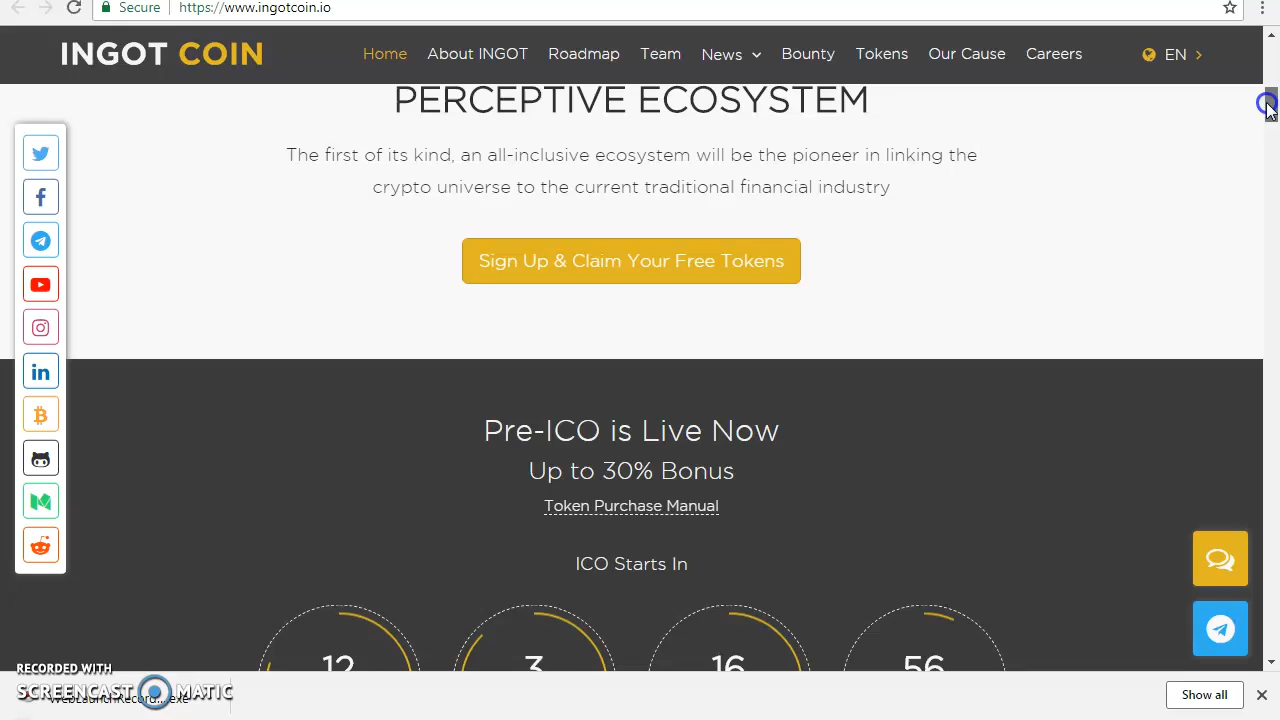 Secure https://www.ingotcoin.io
INGOT COIN Home About INGOT Roadmap Team News Bounty Tokens Our Cause Careers EN
PERCEPTIVE ECOSYSTEM
The first of its kind, an all-inclusive ecosystem will be the pioneer in linking the
crypto universe to the current traditional financial industry
Sign Up & Claim Your Free Tokens
Pre-ICO is Live Now
Up to 30% Bonus
Token Purchase Manual
ICO Starts In
12 3 16 56
RECORDED WITH
SCREENCAST MATIC
Show all